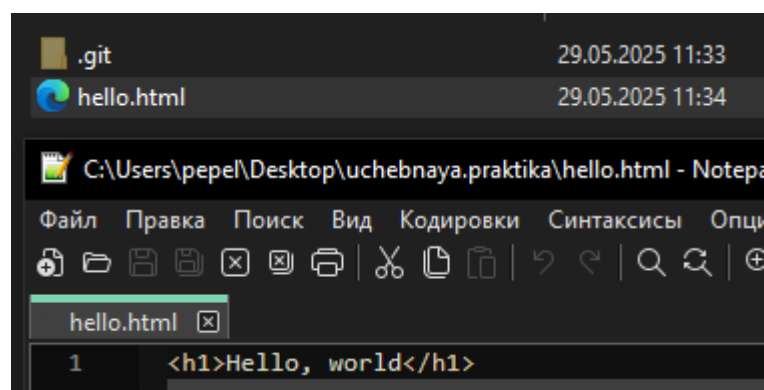 .git 29.05.2025 11:33
hello.html 29.05.2025 11:34
C:\Users\pepel\Desktop\uchebnaya.praktika\hello.html - Notepa
Файл Правка Поиск Вид Кодировки Синтаксисы Опци
hello.html
1 <h1>Hello, world</h1>